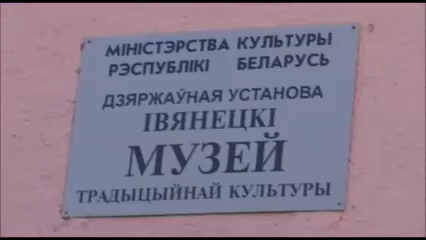 МІНІСТЭРСТВА КУЛЬТУРЫ
РЭСПУБЛІКІ БЕЛАРУСЬ
ДЗЯРЖАЎНАЯ УСТАНОВА
ІВЯНЕЦКІ
МУЗЕЙ
ТРАДЫЦЫЙНАЙ КУЛЬТУРЫ